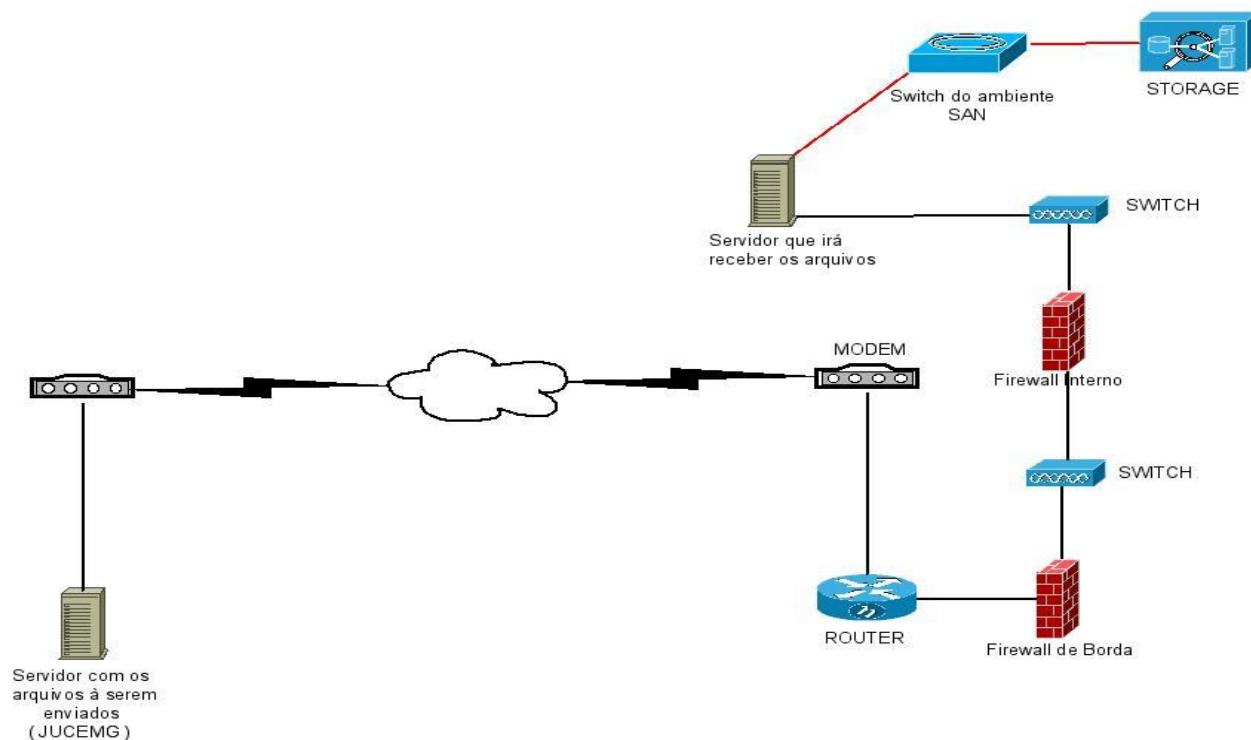 Switch do ambiente
SAN
STORAGE
SWITCH
Servidor que irá
receber os arquivos
MODEM
Firewall Interno
SWITCH
ROUTER
Firewall de Borda
Servidor com os
arquivos à serem
enviados
(JUCEMG)